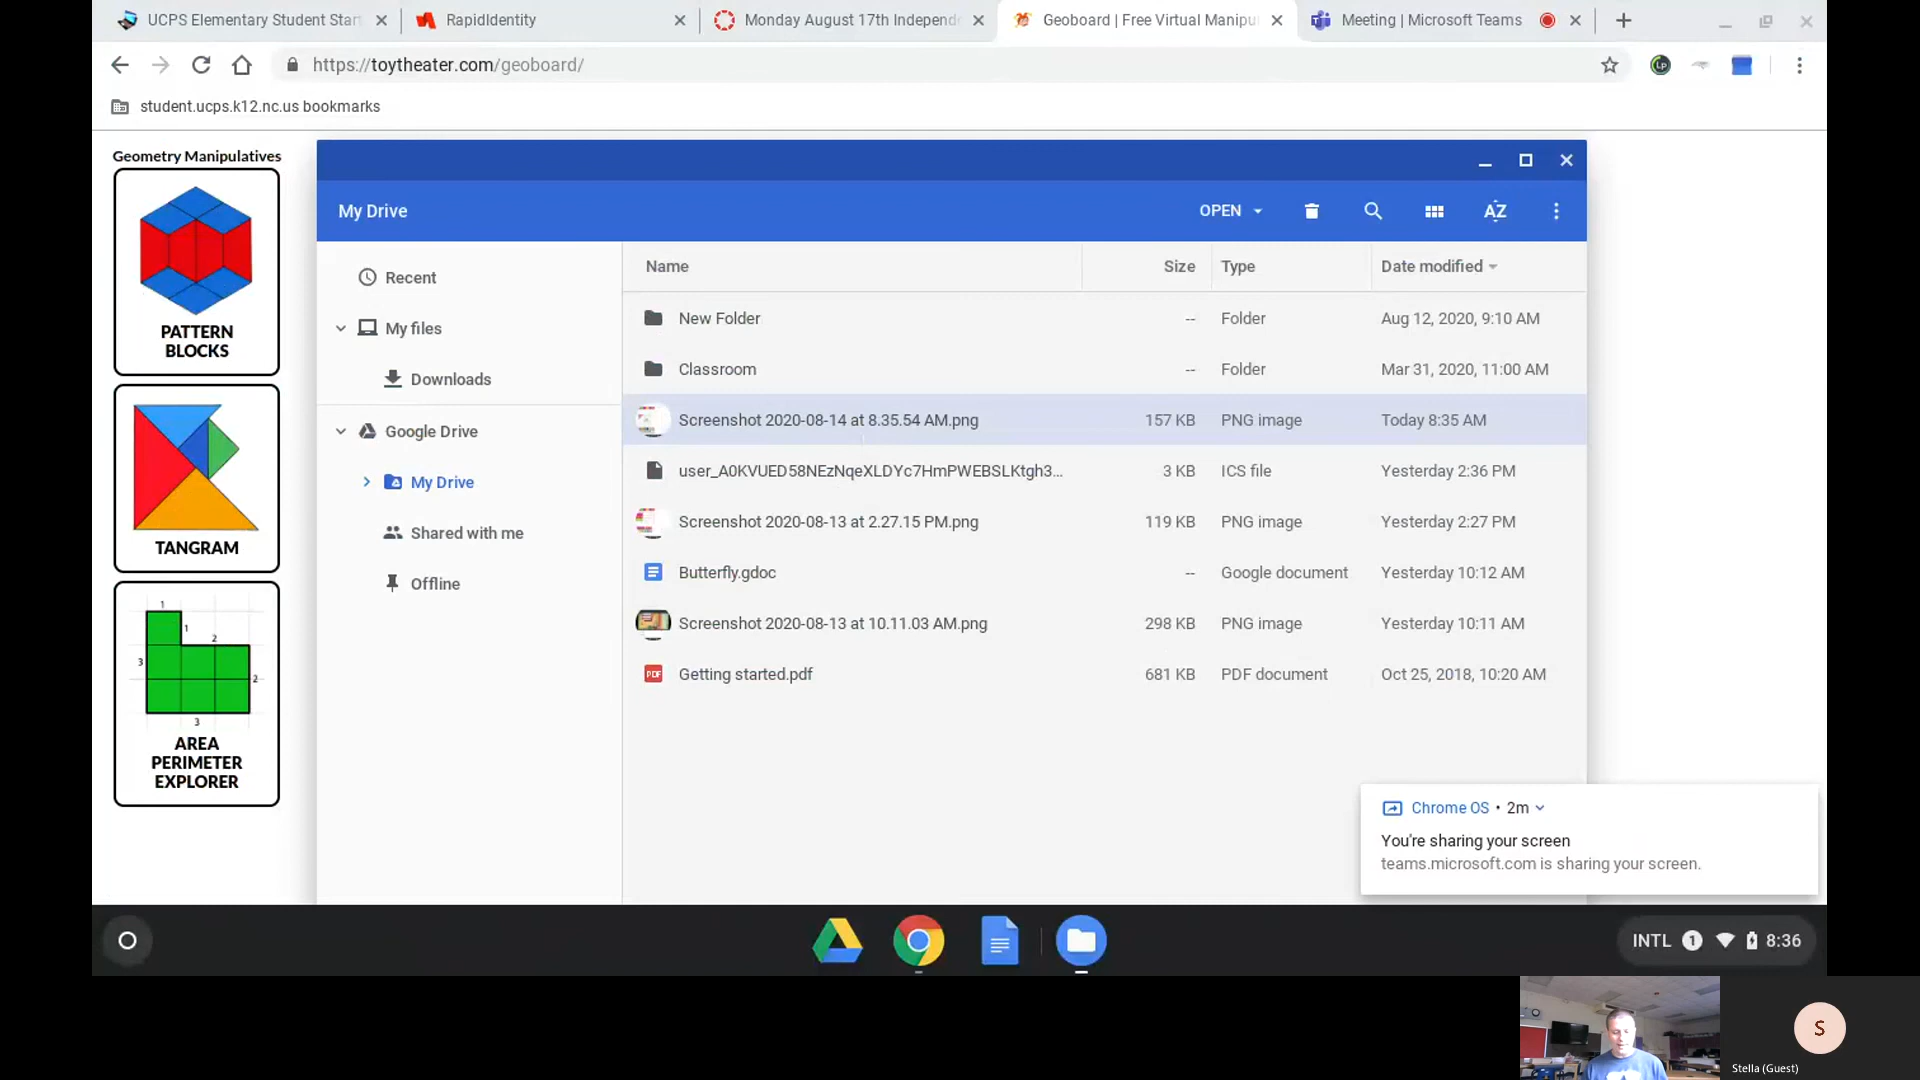 UCPS Elementary Student Star
RapidIdentity
Monday August 17th Independ
Geoboard | Free Virtual Manipu
Meeting | Microsoft Teams
https://toytheater.com/geoboard/
student.ucps.k12.nc.us bookmarks
Geometry Manipulatives
PATTERN
BLOCKS
TANGRAM
1
1
2
3
2
3
AREA
PERIMETER
EXPLORER
My Drive
OPEN
AZ
Recent
My files
Downloads
Google Drive
My Drive
Shared with me
Offline
Name Size Type Date modified
New Folder -- Folder Aug 12, 2020, 9:10 AM
Classroom -- Folder Mar 31, 2020, 11:00 AM
Screenshot 2020-08-14 at 8.35.54 AM.png 157 KB PNG image Today 8:35 AM
user_A0KVUED58NEzNqeXLDYc7HmPWEBSLKtgh3... 3 KB ICS file Yesterday 2:36 PM
Screenshot 2020-08-13 at 2.27.15 PM.png 119 KB PNG image Yesterday 2:27 PM
Butterfly.gdoc -- Google document Yesterday 10:12 AM
Screenshot 2020-08-13 at 10.11.03 AM.png 298 KB PNG image Yesterday 10:11 AM
PDF Getting started.pdf 681 KB PDF document Oct 25, 2018, 10:20 AM
Chrome OS • 2m
You're sharing your screen
teams.microsoft.com is sharing your screen.
INTL 1 8:36
S
Stella (Guest)